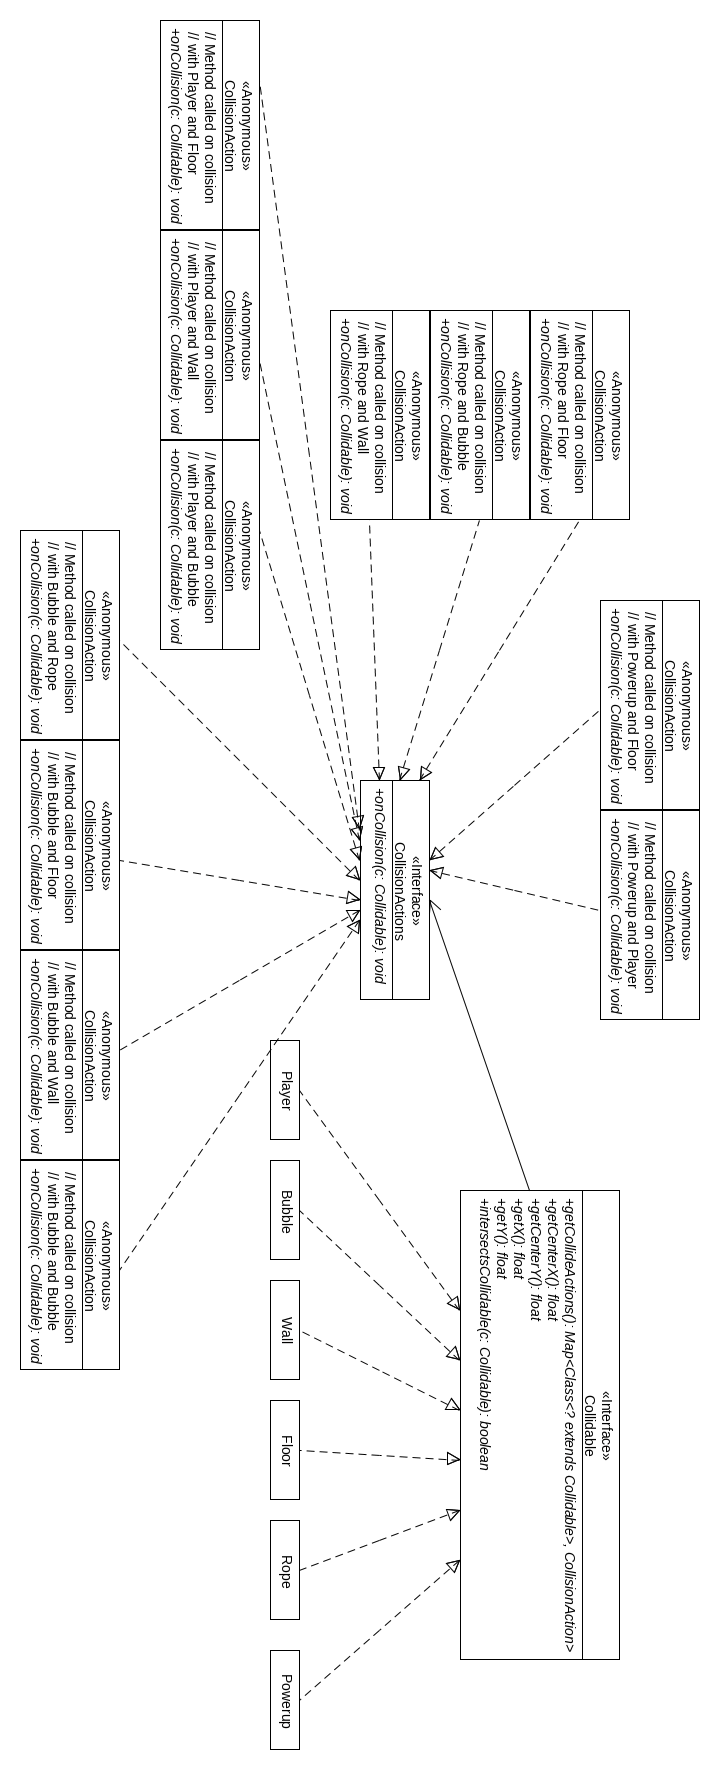 «Anonymous»
CollisionAction
// Method called on collision
// with Powerup and Floor
+onCollision(c: Collidable): void
«Anonymous»
CollisionAction
// Method called on collision
// with Powerup and Player
+onCollision(c: Collidable): void
«Anonymous»
CollisionAction
// Method called on collision
// with Rope and Floor
+onCollision(c: Collidable): void
«Anonymous»
CollisionAction
// Method called on collision
// with Rope and Bubble
+onCollision(c: Collidable): void
«Anonymous»
CollisionAction
// Method called on collision
// with Rope and Wall
+onCollision(c: Collidable): void
«Interface»
Collidable
+getCollideActions(): Map<Class<? extends Collidable>, CollisionAction>
+getCenterX(): float
+getCenterY(): float
+getX(): float
+getY(): float
+intersectsCollidable(c: Collidable): boolean
«Interface»
CollisionActions
+onCollision(c: Collidable): void
Player
Bubble
Wall
Floor
Rope
Powerup
«Anonymous»
CollisionAction
// Method called on collision
// with Player and Floor
+onCollision(c: Collidable): void
«Anonymous»
CollisionAction
// Method called on collision
// with Player and Wall
+onCollision(c: Collidable): void
«Anonymous»
CollisionAction
// Method called on collision
// with Player and Bubble
+onCollision(c: Collidable): void
«Anonymous»
CollisionAction
// Method called on collision
// with Bubble and Rope
+onCollision(c: Collidable): void
«Anonymous»
CollisionAction
// Method called on collision
// with Bubble and Floor
+onCollision(c: Collidable): void
«Anonymous»
CollisionAction
// Method called on collision
// with Bubble and Wall
+onCollision(c: Collidable): void
«Anonymous»
CollisionAction
// Method called on collision
// with Bubble and Bubble
+onCollision(c: Collidable): void